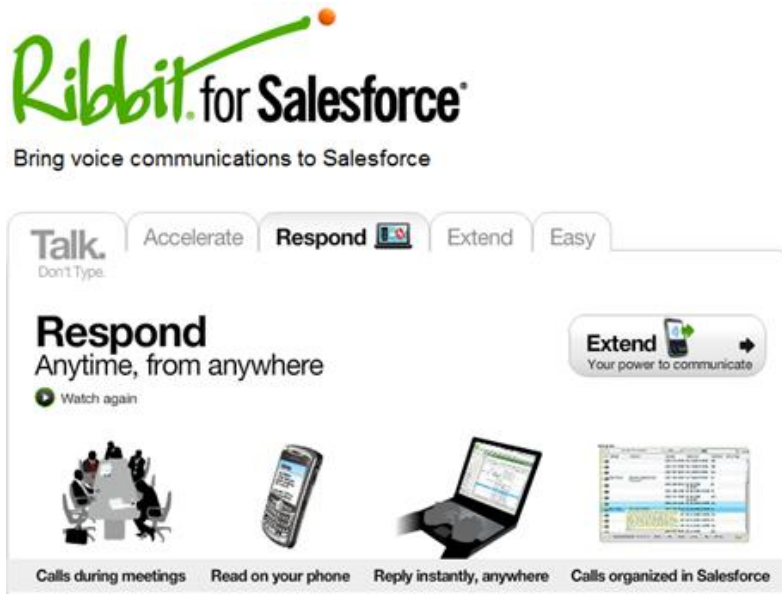 Ribbit. for Salesforce®
Bring voice communications to Salesforce
Talk.
Don't Type.
Accelerate
Respond
Extend
Easy
Respond
Anytime, from anywhere
Watch again
Extend
Your power to communicate
Calls during meetings
Read on your phone
Reply instantly, anywhere
Calls organized in Salesforce